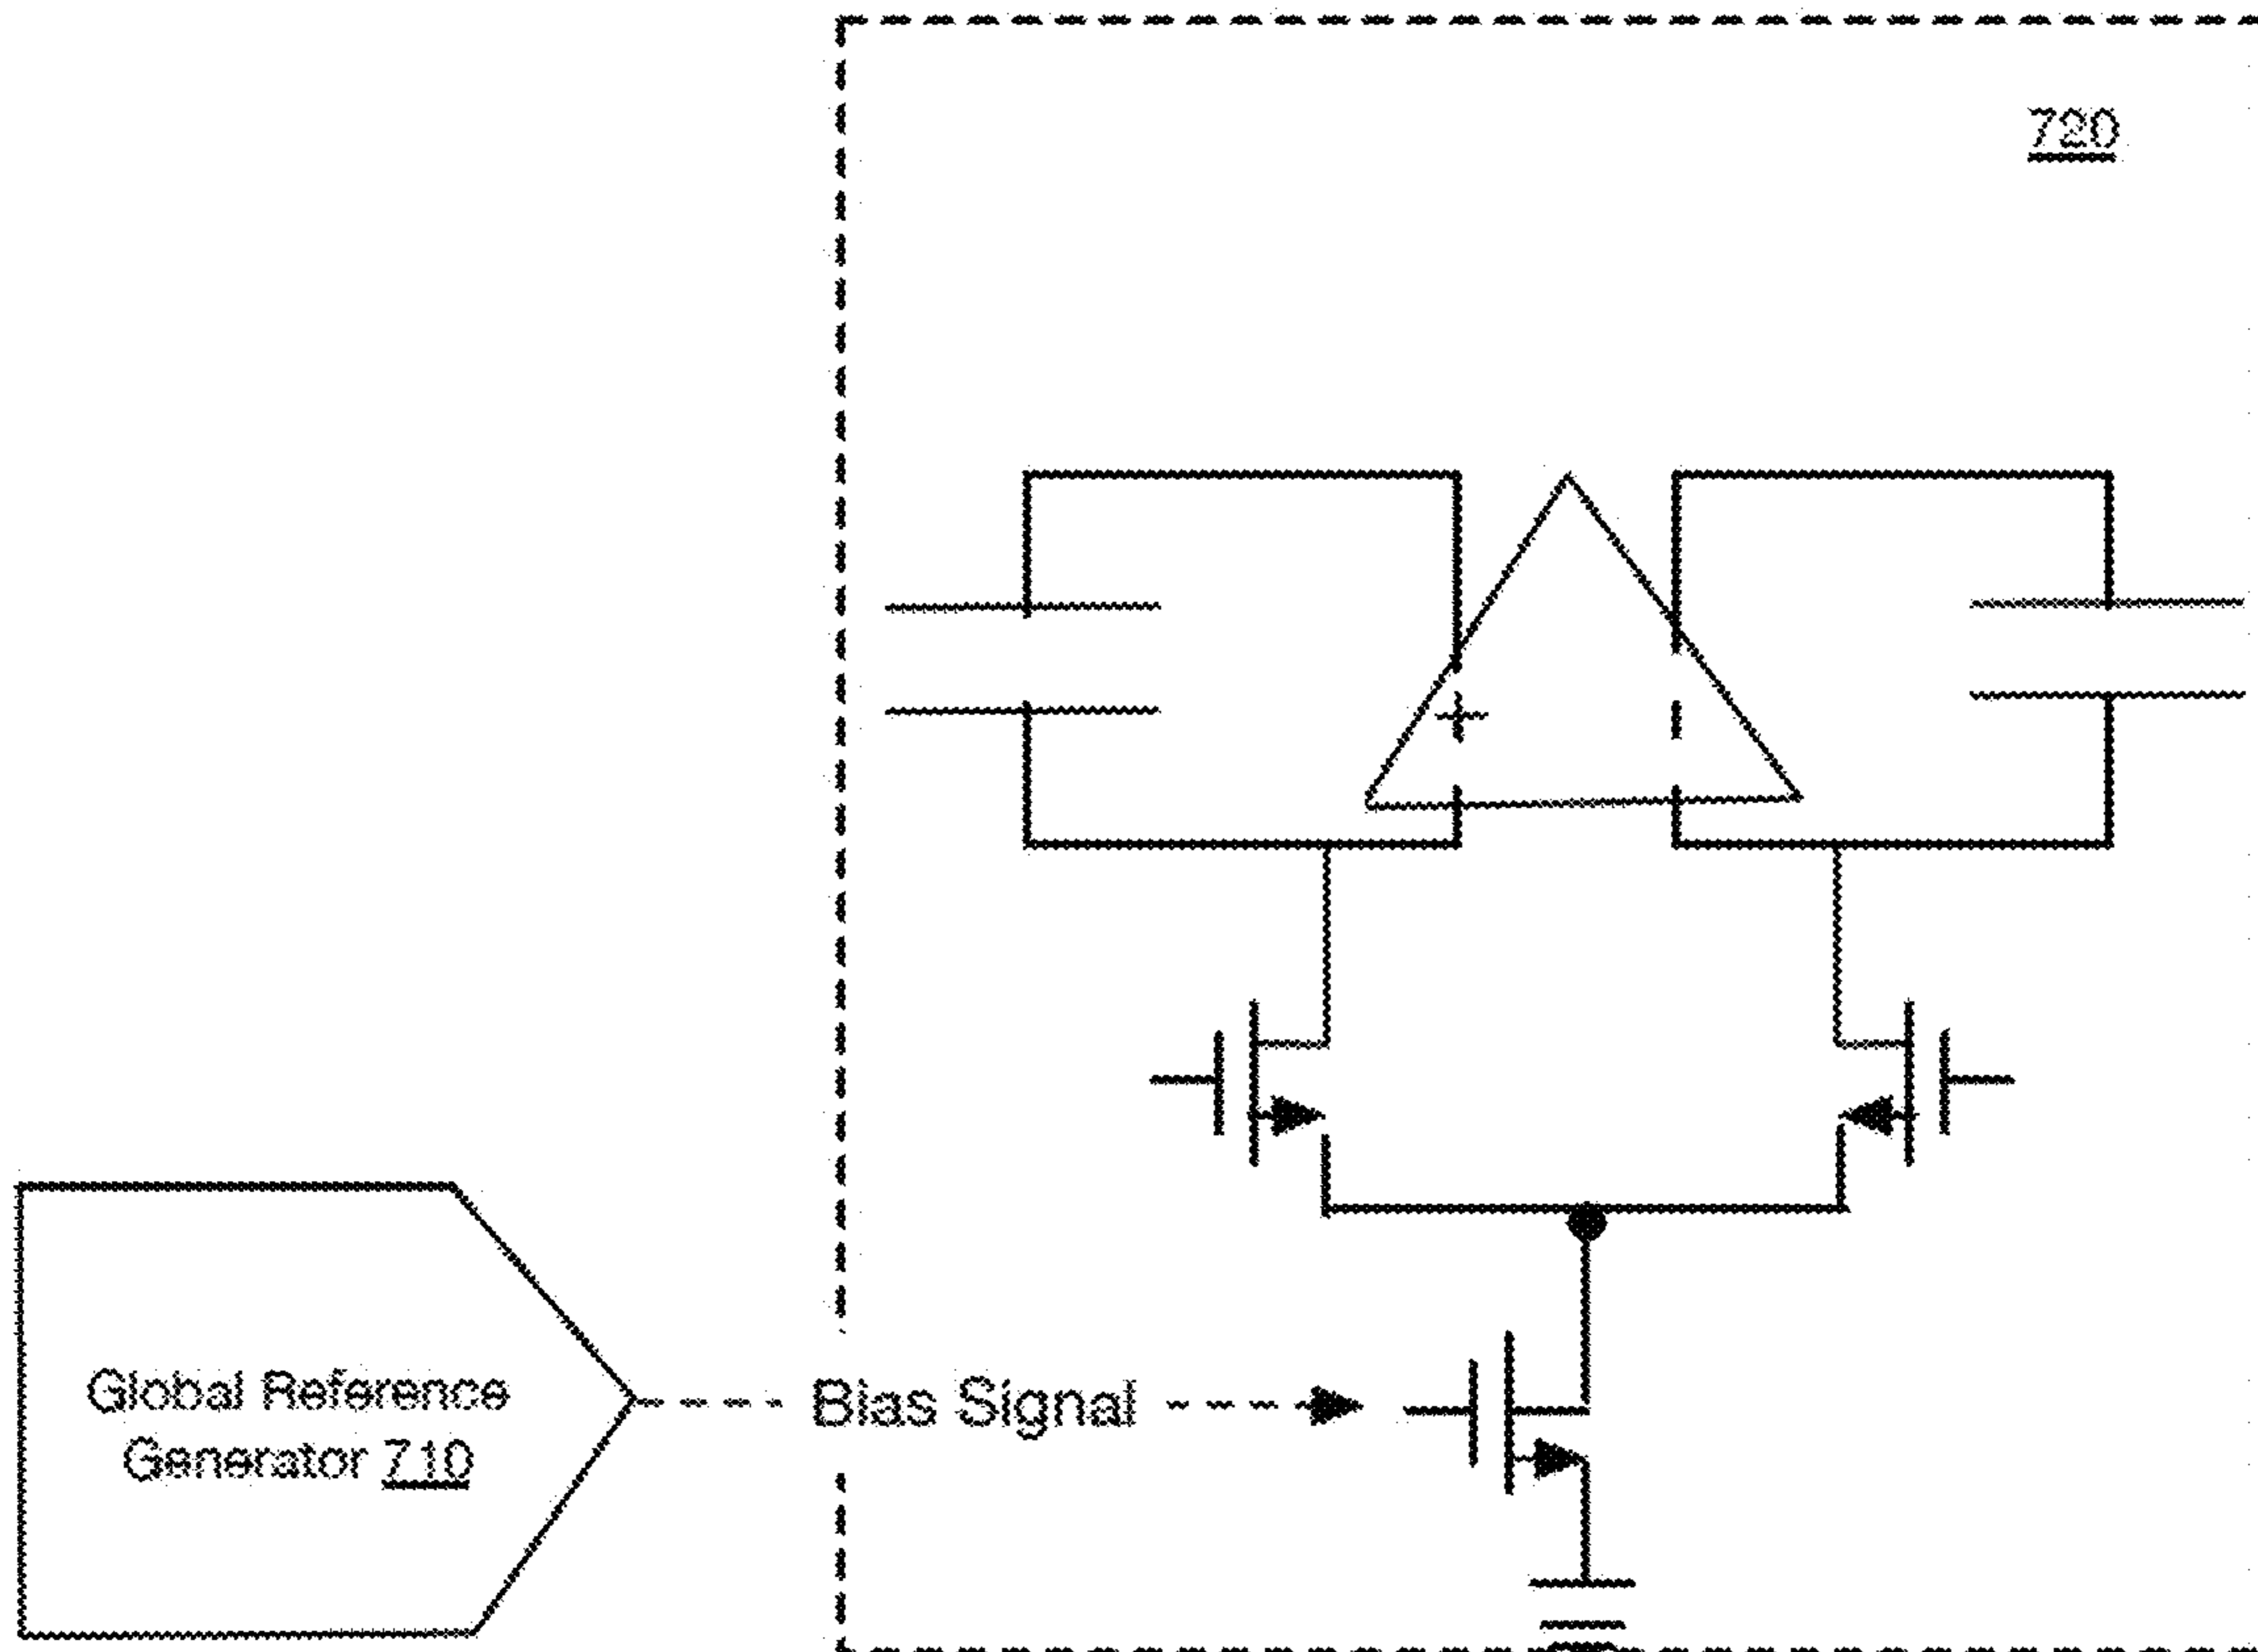 720
Global Reference
Generator 710
Bias Signal
+
-